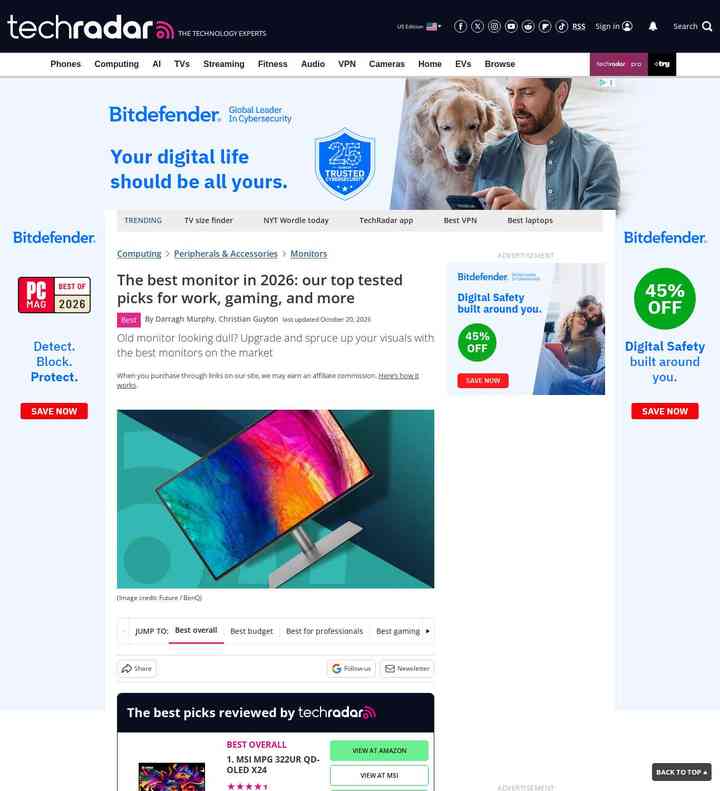 techradar THE TECHNOLOGY EXPERTS
US Edition RSS Sign in Search
Phones Computing AI TVs Streaming Fitness Audio VPN Cameras Home EVs Browse techradar pro
Bitdefender. Global Leader
In Cybersecurity
Your digital life
should be all yours.
25
TRUSTED
CYBERSECURITY
TRENDING TV size finder NYT Wordle today TechRadar app Best VPN Best laptops
Bitdefender.
PC
MAG
BEST OF
2026
Detect.
Block.
Protect.
SAVE NOW
Computing > Peripherals & Accessories > Monitors
The best monitor in 2026: our top tested
picks for work, gaming, and more
Best By Darragh Murphy, Christian Guyton last updated October 20, 2025
Old monitor looking dull? Upgrade and spruce up your visuals with
the best monitors on the market
When you purchase through links on our site, we may earn an affiliate commission. Here's how it
works.
(Image credit: Future / BenQ)
JUMP TO: Best overall Best budget Best for professionals Best gaming
Share Follow us Newsletter
The best picks reviewed by techradar
BEST OVERALL
1. MSI MPG 322UR QD-
OLED X24
VIEW AT AMAZON
VIEW AT MSI
ADVERTISEMENT
Bitdefender.
Digital Safety
built around you.
45%
OFF
SAVE NOW
Bitdefender.
45%
OFF
Digital Safety
built around
you.
SAVE NOW
BACK TO TOP
ADVERTISEMENT